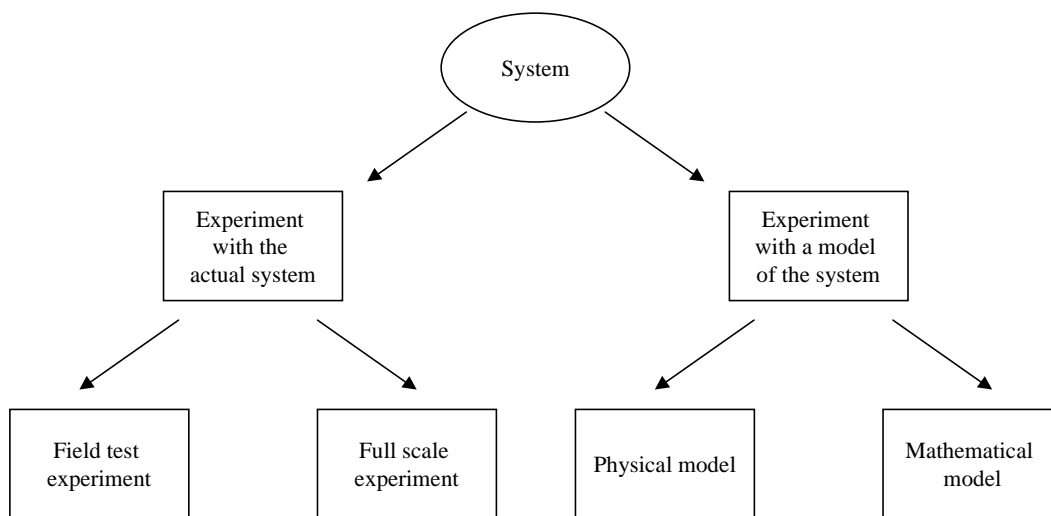 System
Experiment
with the
actual system
Experiment
with a model
of the system
Field test
experiment
Full scale
experiment
Physical model
Mathematical
model